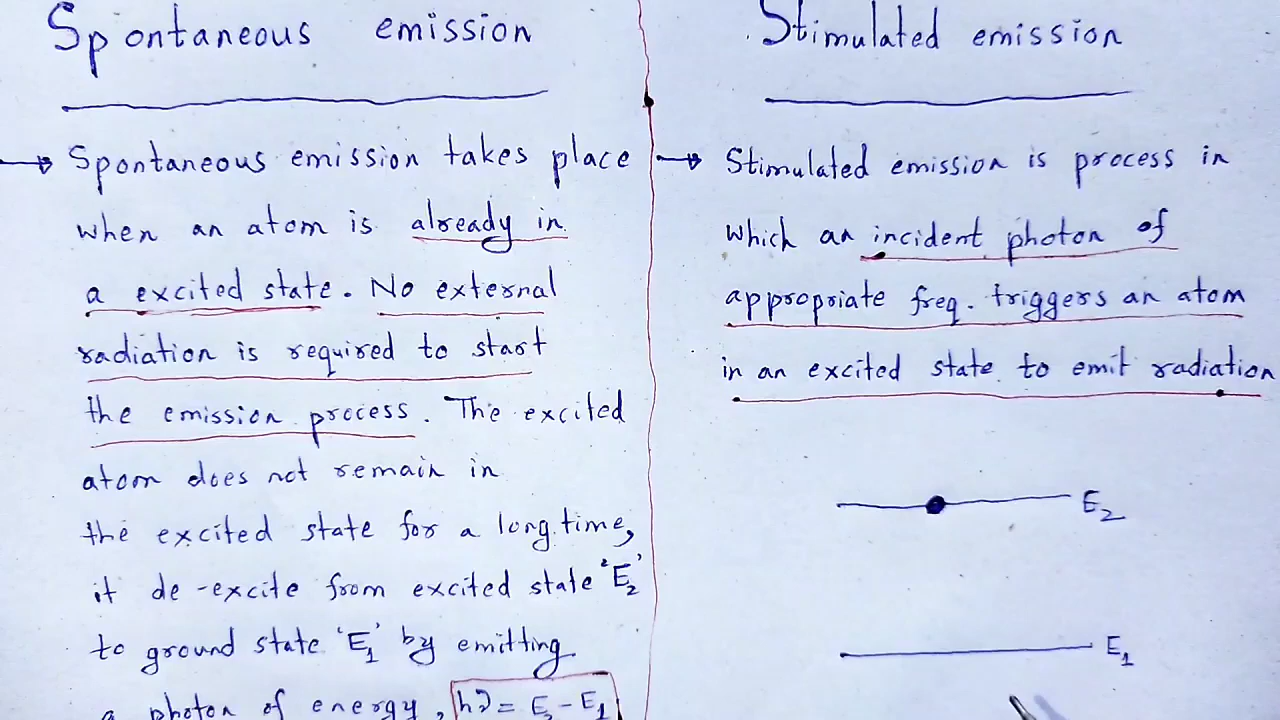 Spontaneous emission
Spontaneous emission takes place
when an atom is already in
a excited state. No external
radiation is required to start
the emission process. The excited
atom does not remain in
the excited state for a long time,
it de-excite from excited state 'E₂'
to ground state 'E₁' by emitting
a photon of energy, hν = E₂ - E₁
Stimulated emission
Stimulated emission is process in
which an incident photon of
appropriate freq. triggers an atom
in an excited state to emit radiation
E₂
E₁